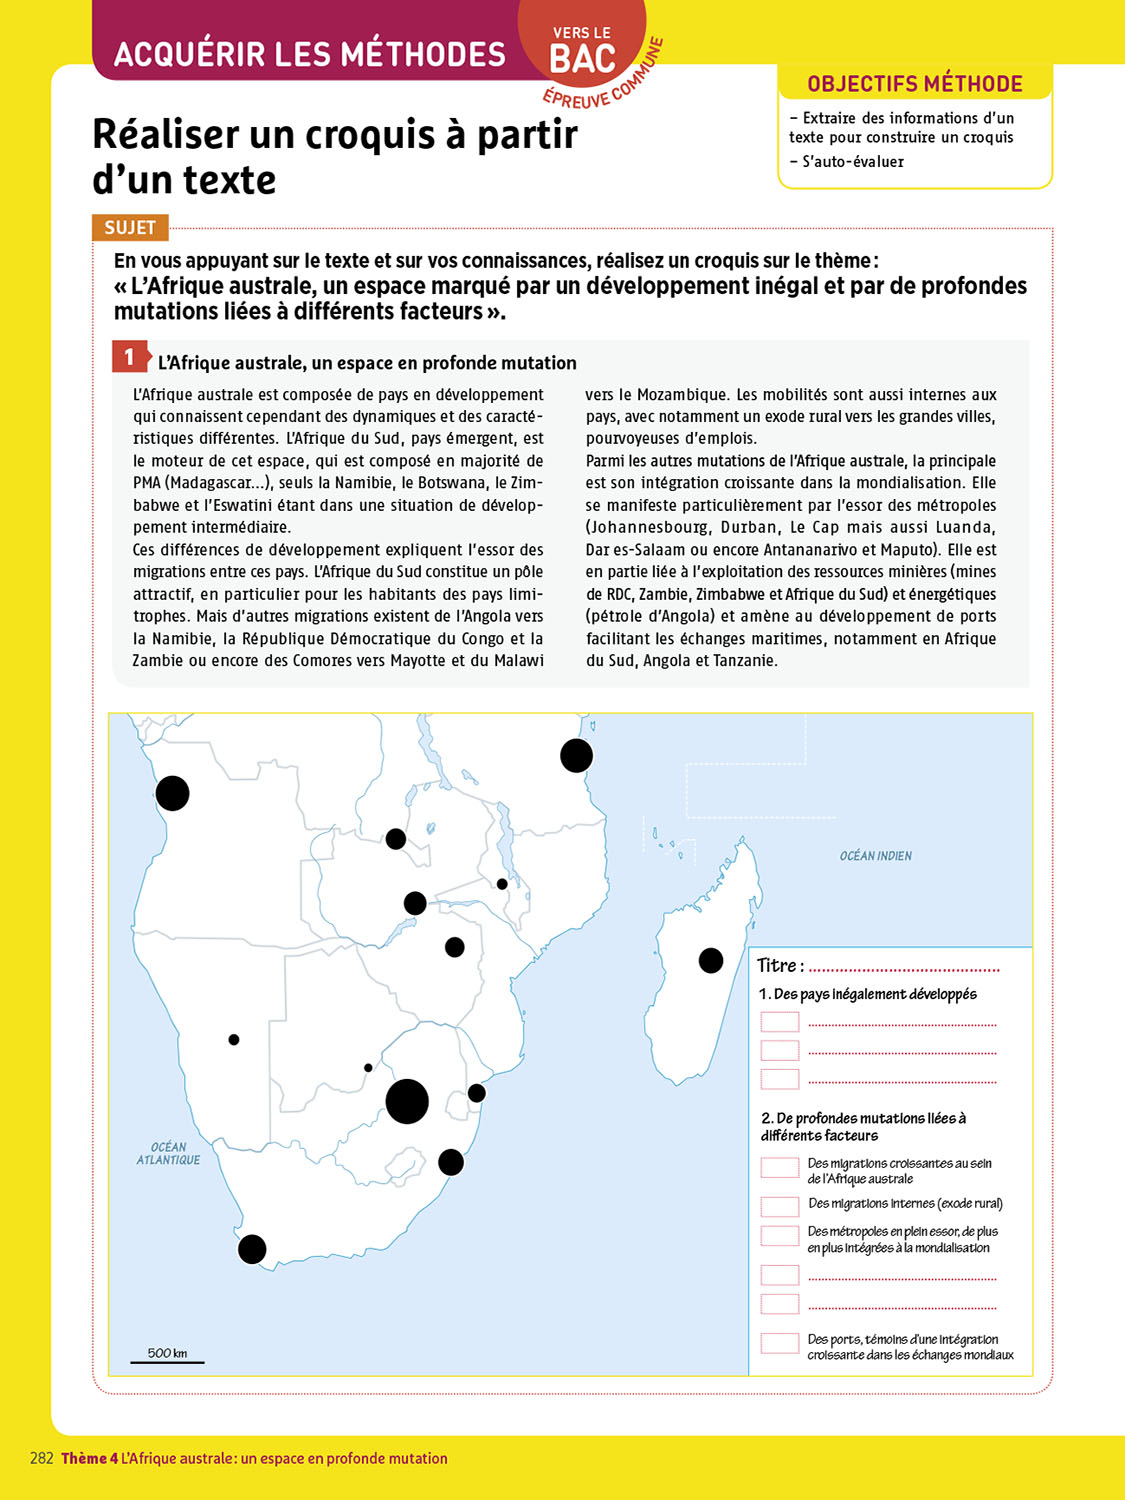 ACQUÉRIR LES MÉTHODES
VERS LE
BAC
ÉPREUVE COMMUNE
OBJECTIFS MÉTHODE
– Extraire des informations d’un
texte pour construire un croquis
– S’auto-évaluer
Réaliser un croquis à partir
d’un texte
SUJET
En vous appuyant sur le texte et sur vos connaissances, réalisez un croquis sur le thème :
« L’Afrique australe, un espace marqué par un développement inégal et par de profondes
mutations liées à différents facteurs ».
1 L’Afrique australe, un espace en profonde mutation
L’Afrique australe est composée de pays en développement
qui connaissent cependant des dynamiques et des caracté-
ristiques différentes. L’Afrique du Sud, pays émergent, est
le moteur de cet espace, qui est composé en majorité de
PMA (Madagascar…), seuls la Namibie, le Botswana, le Zim-
babwe et l’Eswatini étant dans une situation de dévelop-
pement intermédiaire.
Ces différences de développement expliquent l’essor des
migrations entre ces pays. L’Afrique du Sud constitue un pôle
attractif, en particulier pour les habitants des pays limi-
trophes. Mais d’autres migrations existent de l’Angola vers
la Namibie, la République Démocratique du Congo et la
Zambie ou encore des Comores vers Mayotte et du Malawi
vers le Mozambique. Les mobilités sont aussi internes aux
pays, avec notamment un exode rural vers les grandes villes,
pourvoyeuses d’emplois.
Parmi les autres mutations de l’Afrique australe, la principale
est son intégration croissante dans la mondialisation. Elle
se manifeste particulièrement par l’essor des métropoles
(Johannesbourg, Durban, Le Cap mais aussi Luanda,
Dar es-Salaam ou encore Antananarivo et Maputo). Elle est
en partie liée à l’exploitation des ressources minières (mines
de RDC, Zambie, Zimbabwe et Afrique du Sud) et énergétiques
(pétrole d’Angola) et amène au développement de ports
facilitant les échanges maritimes, notamment en Afrique
du Sud, Angola et Tanzanie.
OCÉAN INDIEN
OCÉAN
ATLANTIQUE
500 km
Titre : ..........................................
1. Des pays inégalement développés
..........................................
..........................................
..........................................
2. De profondes mutations liées à
différents facteurs
Des migrations croissantes au sein
de l’Afrique australe
Des migrations internes (exode rural)
Des métropoles en plein essor, de plus
en plus intégrées à la mondialisation
..........................................
..........................................
Des ports, témoins d’une intégration
croissante dans les échanges mondiaux
282 Thème 4 L’Afrique australe : un espace en profonde mutation